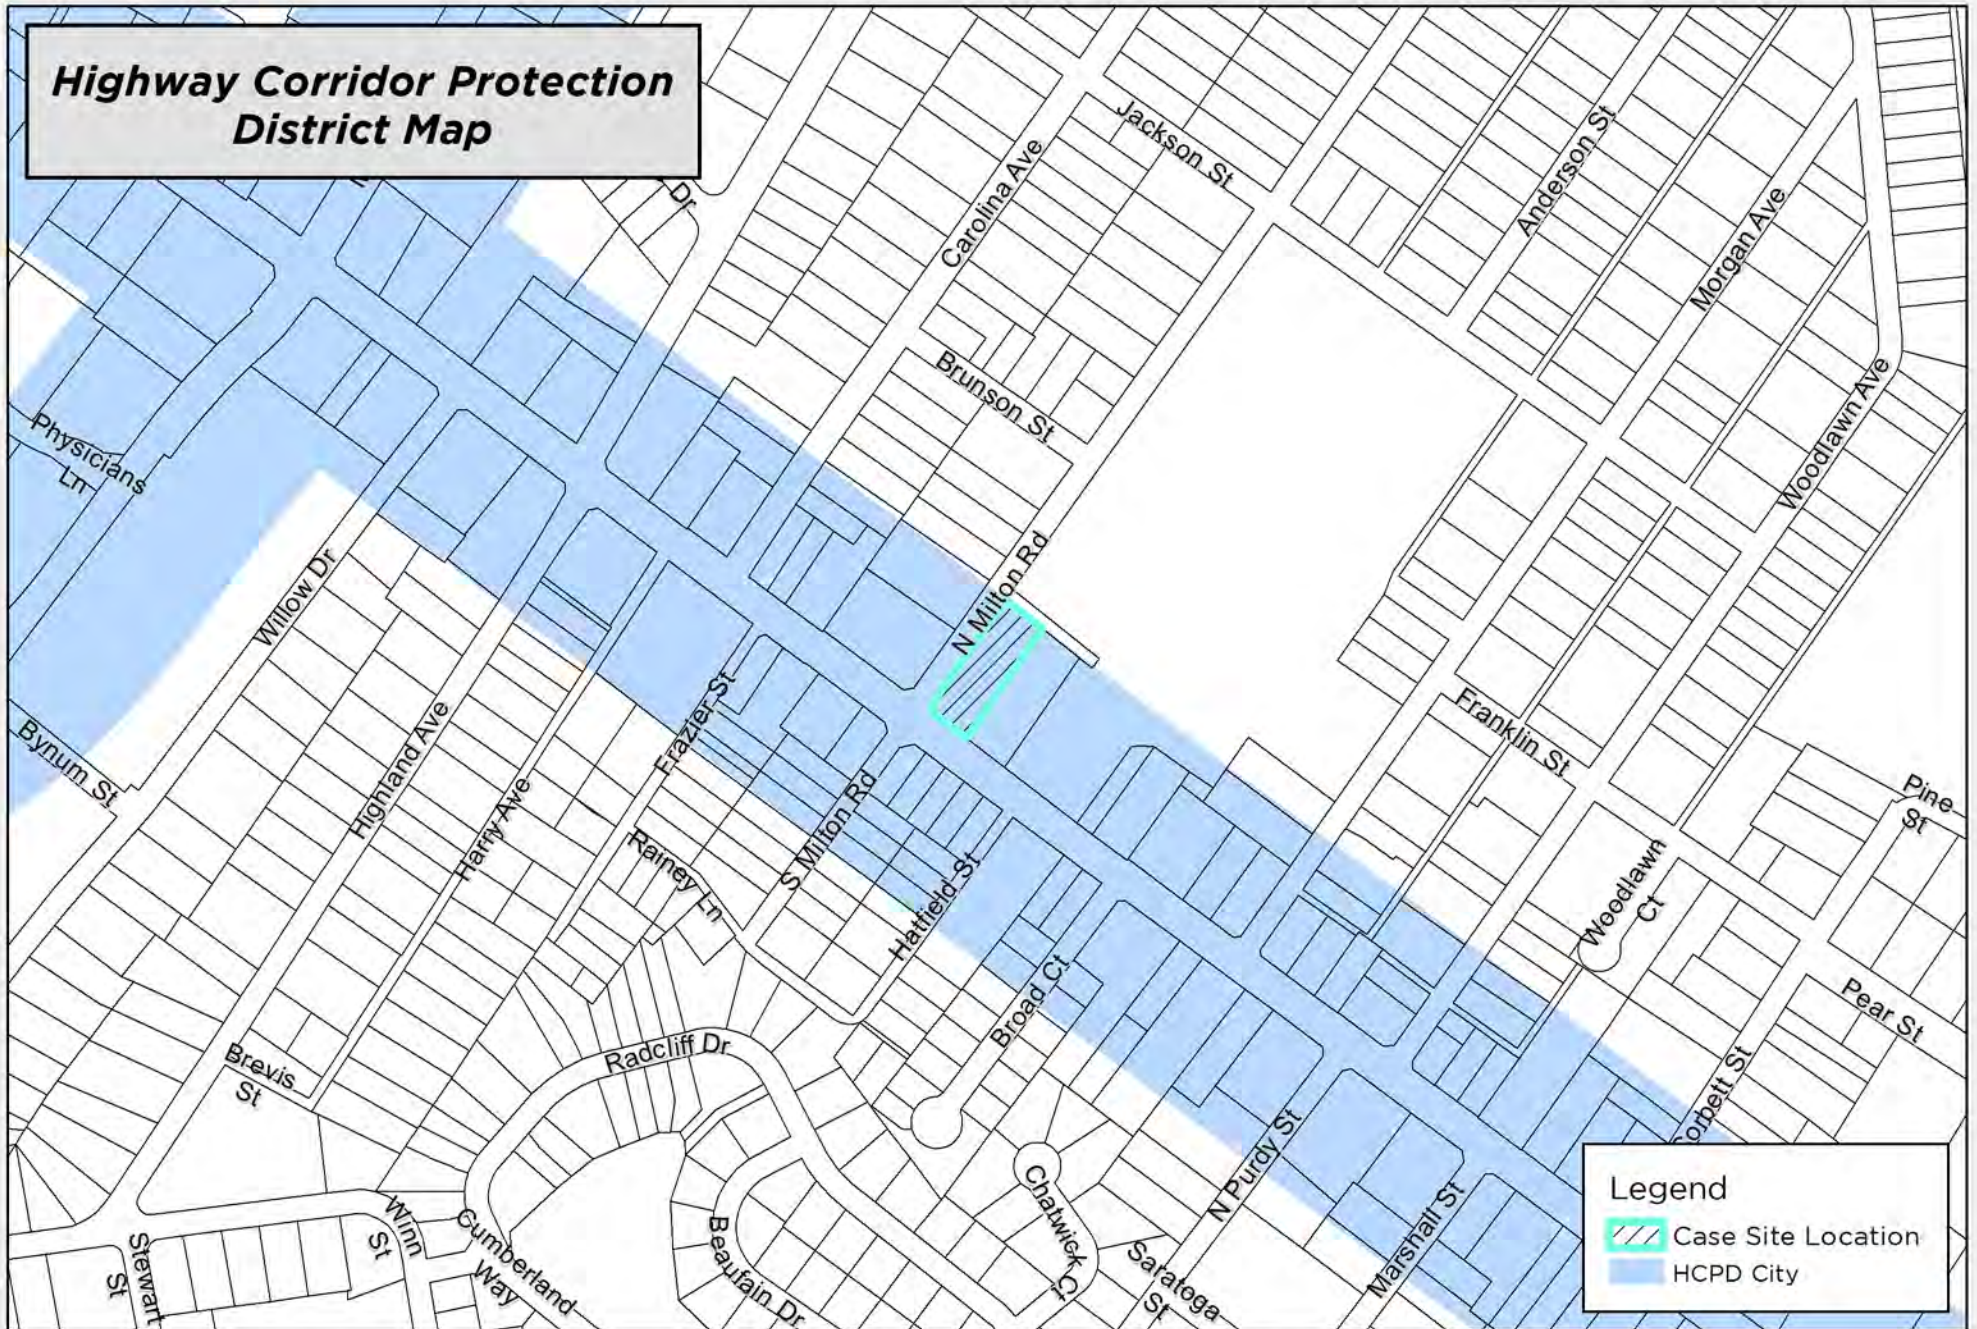 Highway Corridor Protection
District Map
Dr
Jackson St
Carolina Ave
Anderson St
Morgan Ave
Brunson St
Woodlawn Ave
Physicians
Ln
N Milton Rd
Willow Dr
Franklin St
Frazier St
Bynum St
Highland Ave
Harry Ave
S Milton Rd
Rainey Ln
Hatfield St
Pine
St
Woodlawn
Ct
Broad Ct
Pear St
Radcliff Dr
Brevis
St
Corbett St
N Purdy St
Chatwick Ct
Marshall St
Winn
St
Cumberland
Way
Beaufain Dr
Saratoga
St
Stewart
St
Legend
Case Site Location
HCPD City